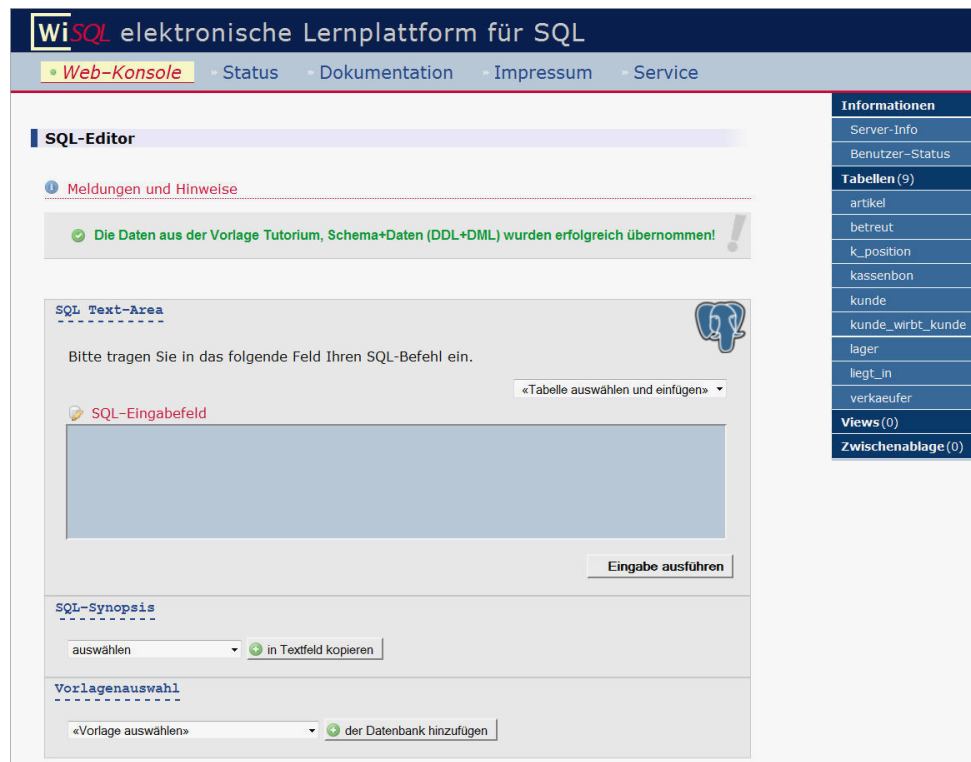 WiSQL elektronische Lernplattform für SQL
Web-Konsole Status Dokumentation Impressum Service
SQL-Editor
Meldungen und Hinweise
Die Daten aus der Vorlage Tutorium, Schema+Daten (DDL+DML) wurden erfolgreich übernommen!
SQL Text-Area
Bitte tragen Sie in das folgende Feld Ihren SQL-Befehl ein.
«Tabelle auswählen und einfügen»
SQL-Eingabefeld
Eingabe ausführen
SQL-Synopsis
auswählen in Textfeld kopieren
Vorlagenauswahl
«Vorlage auswählen» der Datenbank hinzufügen
Informationen
Server-Info
Benutzer-Status
Tabellen (9)
artikel
betreut
k_position
kassenbon
kunde
kunde_wirbt_kunde
lager
liegt_in
verkaeufer
Views (0)
Zwischenablage (0)